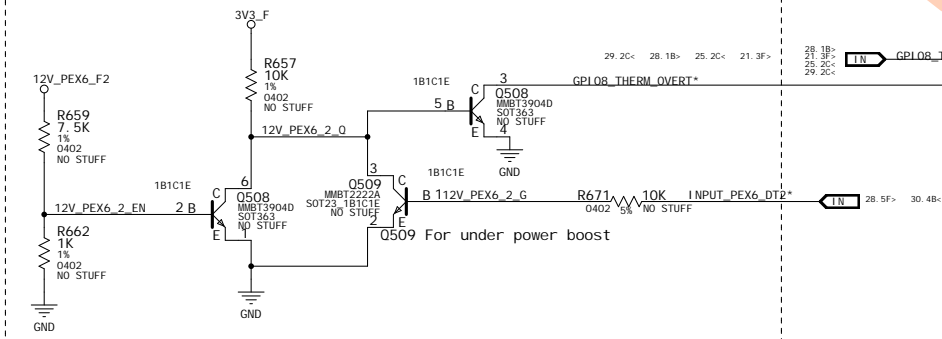 3V3_F
R657
10K
1%
0402
NO STUFF
12V_PEX6_F2
R659
7.5K
1%
0402
NO STUFF
12V_PEX6_2_EN
R662
1K
1%
0402
NO STUFF
GND
1B1C1E
2 B
C
6
Q508
MMBT3904D
SOT363
NO STUFF
1
E
GND
12V_PEX6_2_Q
1B1C1E
5 B
C
3
Q508
MMBT3904D
SOT363
NO STUFF
4
E
GND
3
Q509
MMBT2222A
SOT23_1B1C1E
NO STUFF
2
C
E
1B1C1E
B 1
12V_PEX6_2_G
Q509 For under power boost
R671
10K
0402
5%
NO STUFF
INPUT_PEX6_DT2*
IN
28.5F> 30.4B<
29.2C< 28.1B> 25.2C< 21.3F>
GPIO8_THERM_OVERT*
28.1B>
21.3F>
25.2C<
29.2C<
IN